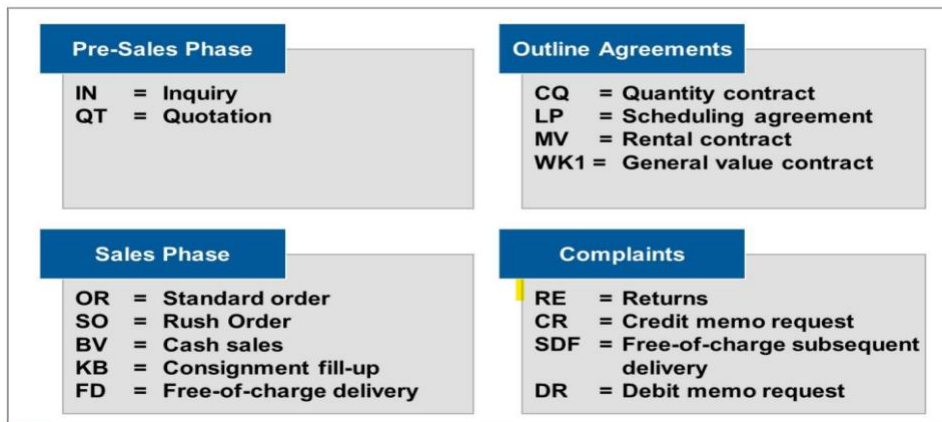 Pre-Sales Phase
IN = Inquiry
QT = Quotation
Outline Agreements
CQ = Quantity contract
LP = Scheduling agreement
MV = Rental contract
WK1 = General value contract
Sales Phase
OR = Standard order
SO = Rush Order
BV = Cash sales
KB = Consignment fill-up
FD = Free-of-charge delivery
Complaints
RE = Returns
CR = Credit memo request
SDF = Free-of-charge subsequent
delivery
DR = Debit memo request